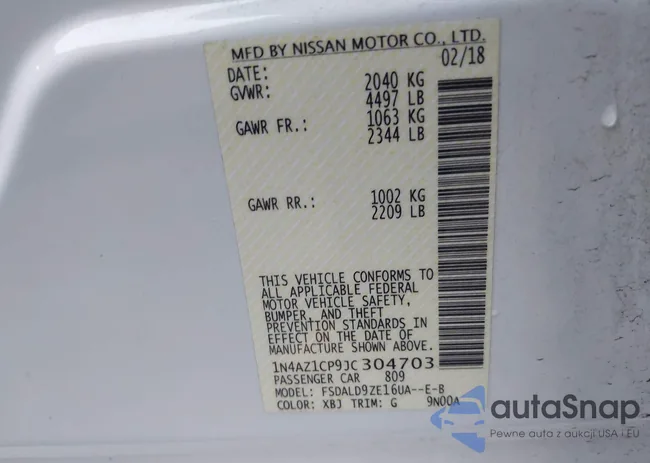 MFD BY NISSAN MOTOR CO., LTD.
DATE: 02/18
GVWR: 2040 KG
4497 LB
GAWR FR.: 1063 KG
2344 LB
GAWR RR.: 1002 KG
2209 LB
THIS VEHICLE CONFORMS TO
ALL APPLICABLE FEDERAL
MOTOR VEHICLE SAFETY,
BUMPER, AND THEFT
PREVENTION STANDARDS IN
EFFECT ON THE DATE OF
MANUFACTURE SHOWN ABOVE.
1N4AZ1CP9JC304703
PASSENGER CAR 809
MODEL: FSDALD9ZE16UA--E-B
COLOR: XBJ TRIM: G 9N00A
autoSnap
Pewne auta z aukcji USA i EU